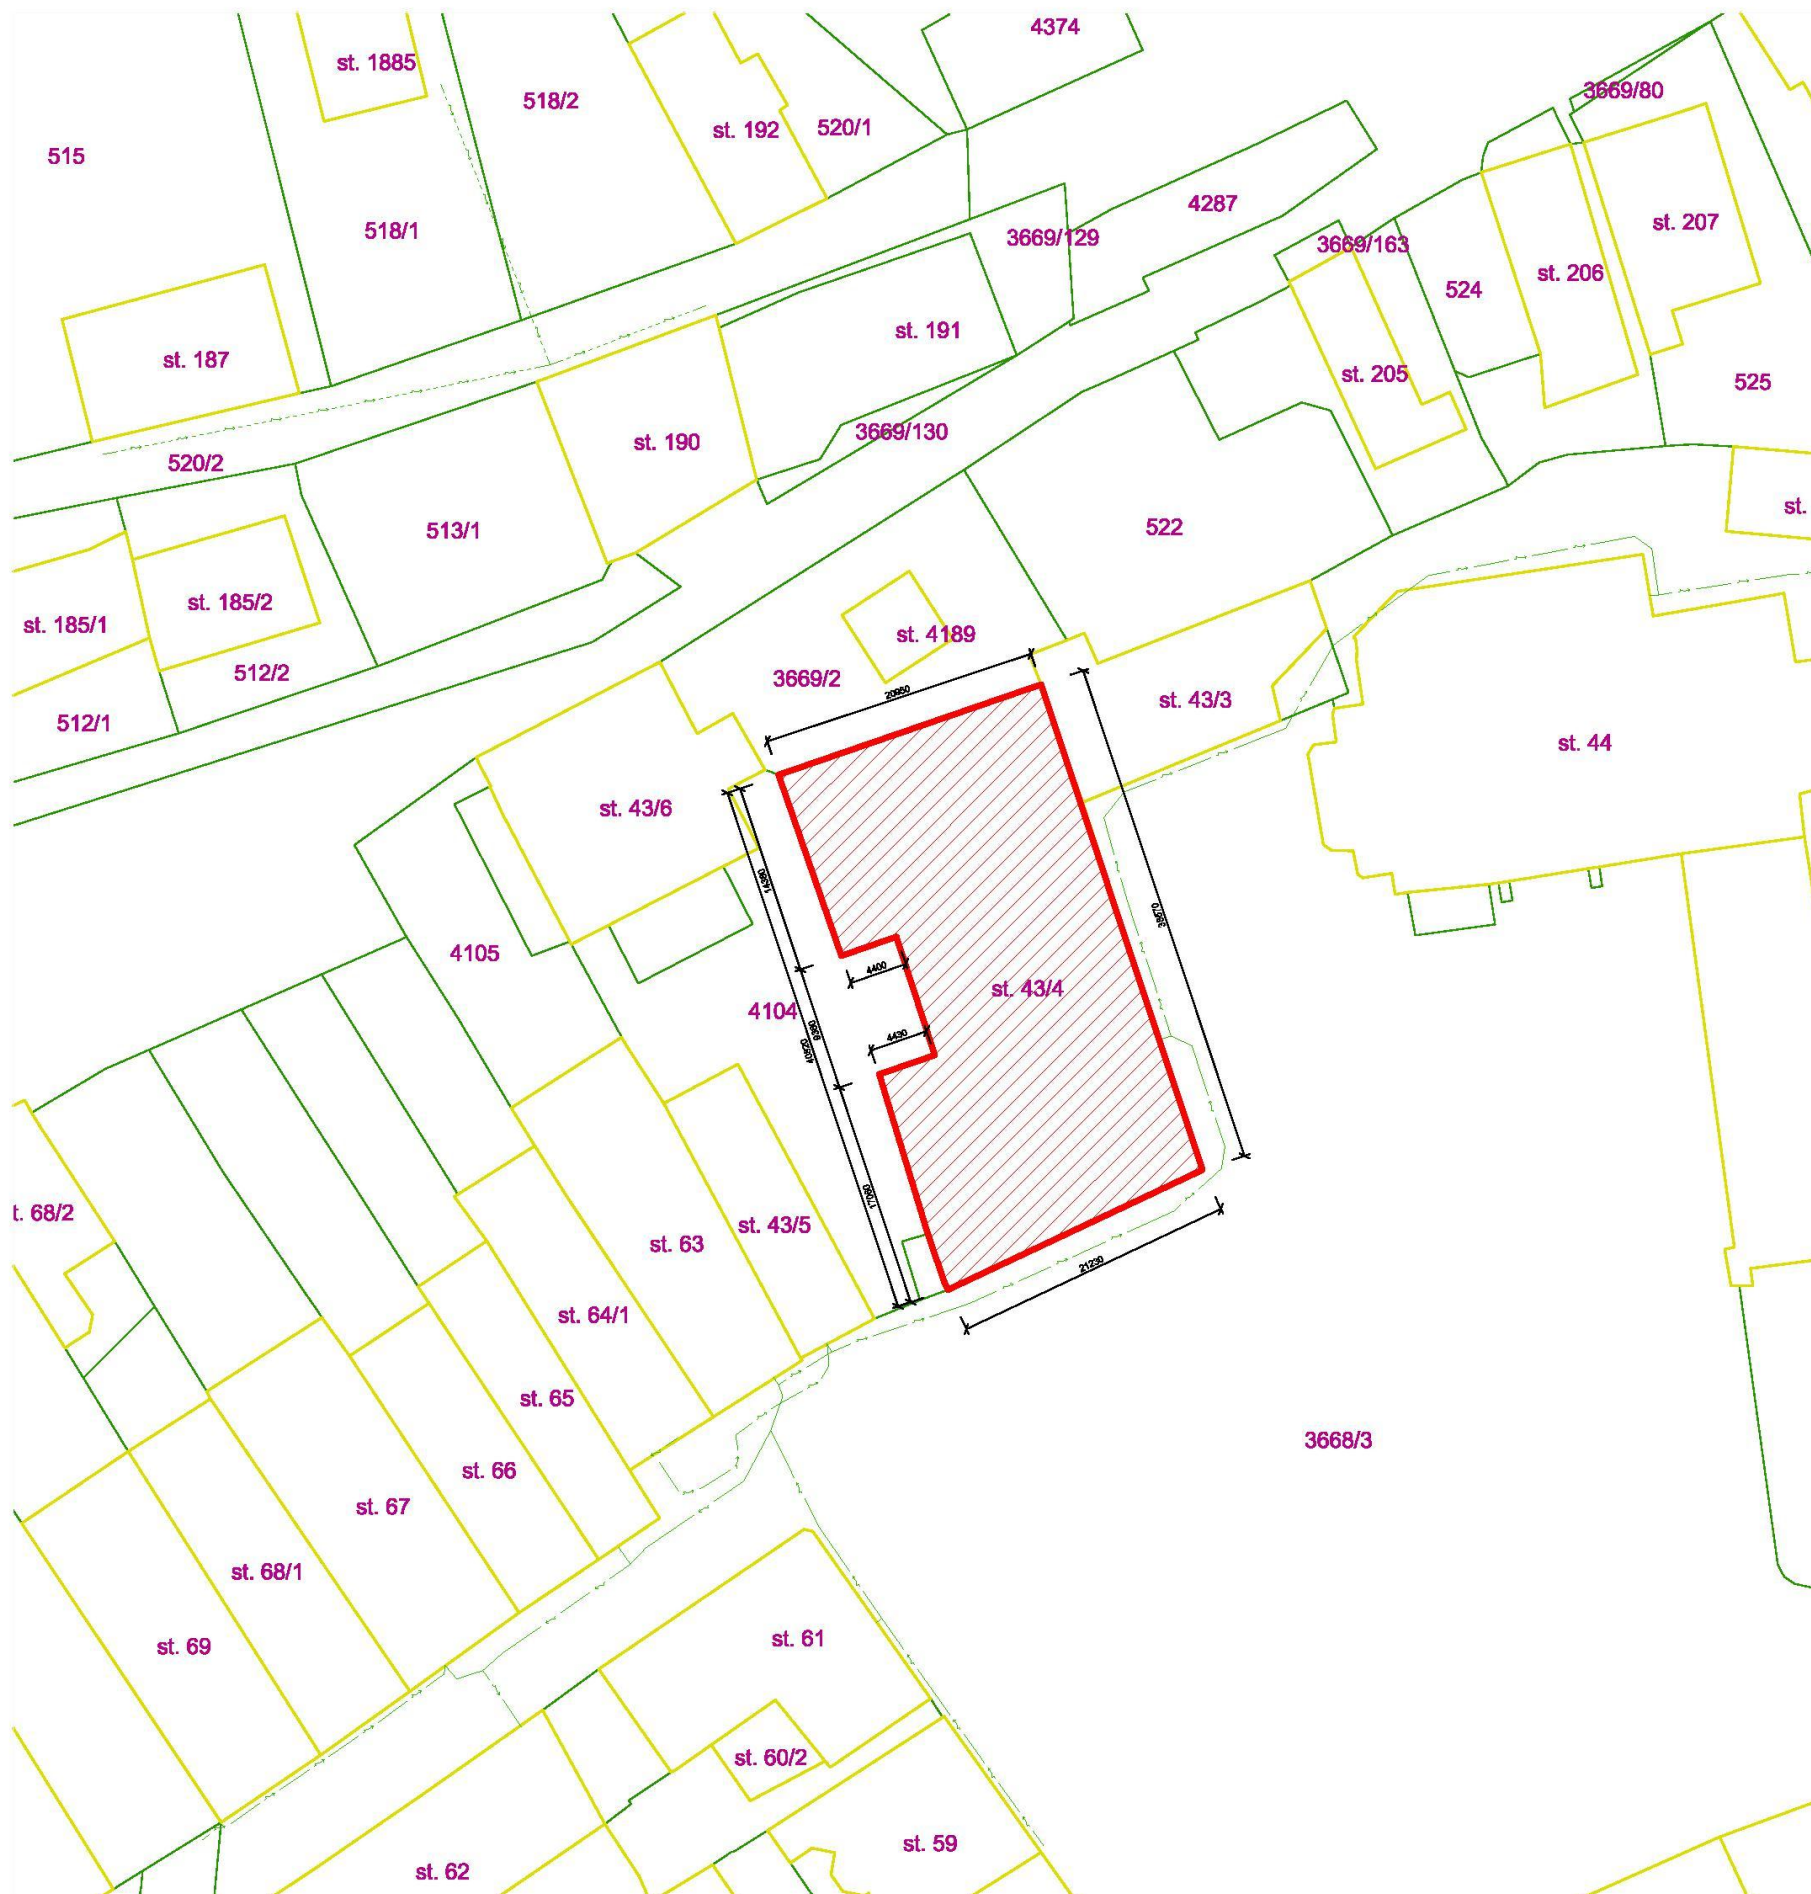 4374
st. 1885
3669/80
518/2
st. 192
520/1
515
4287
st. 207
518/1
3669/129
3669/163
st. 206
524
st. 191
st. 187
st. 205
525
3669/130
st. 190
520/2
st.
513/1
522
st. 185/2
st. 185/1
st. 4189
512/2
3669/2
20950
st. 43/3
512/1
st. 44
st. 43/6
14380
4105
4400
st. 43/4
4104
9380
4430
40820
17060
t. 68/2
st. 43/5
st. 63
21230
st. 64/1
st. 65
3668/3
st. 66
st. 67
st. 68/1
st. 61
st. 69
st. 60/2
st. 59
st. 62